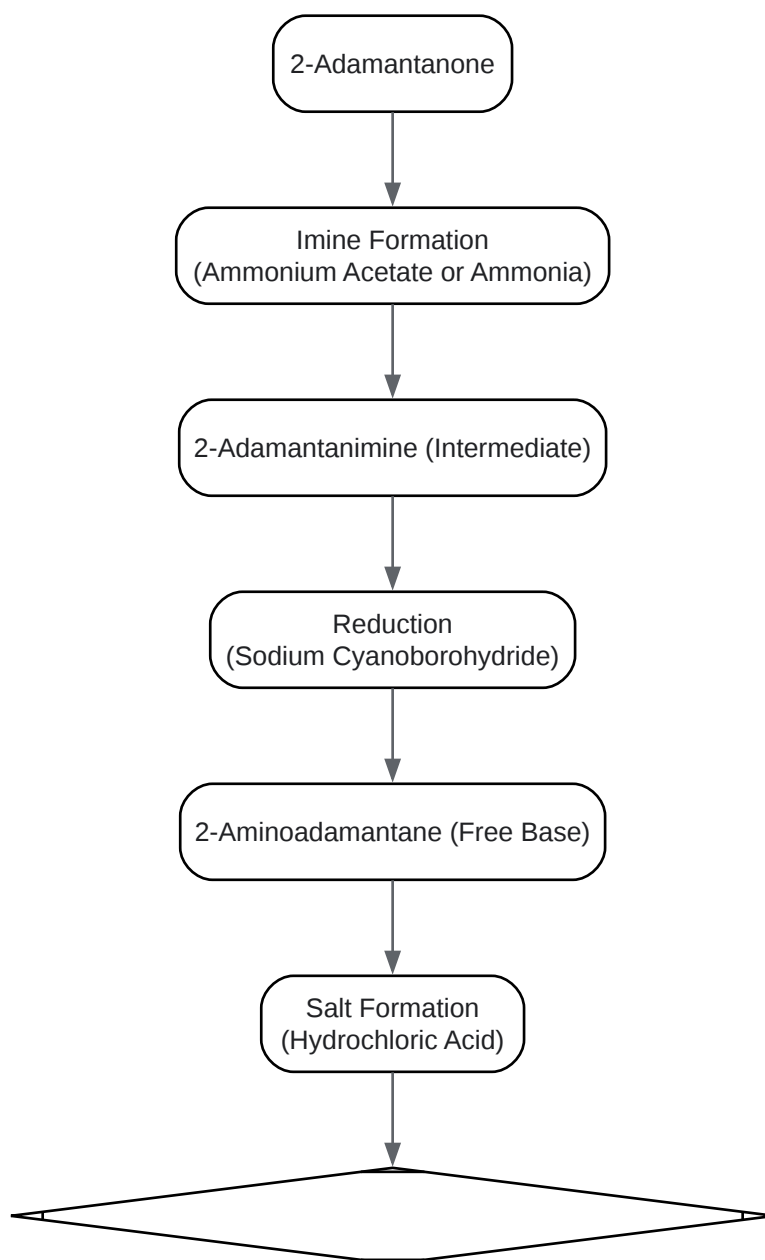 2-Adamantanone
Imine Formation
(Ammonium Acetate or Ammonia)
2-Adamantanimine (Intermediate)
Reduction
(Sodium Cyanoborohydride)
2-Aminoadamantane (Free Base)
Salt Formation
(Hydrochloric Acid)